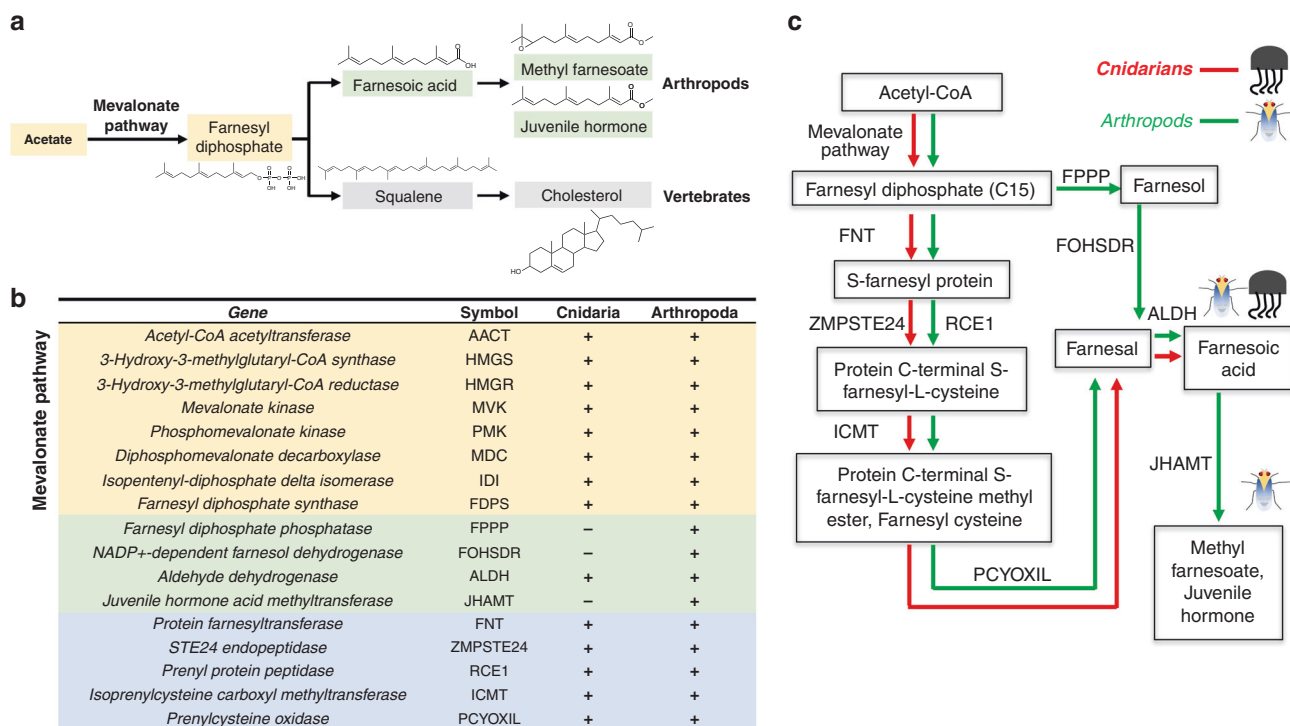 a
Mevalonate
pathway
Acetate
Farnesyl
diphosphate
Farnesoic acid
Methyl farnesoate
Juvenile hormone
Arthropods
Squalene
Cholesterol
Vertebrates
O
OH
O
O
O
O
O
O
O
P
O
P
OH
O
OH
OH
HO
b
Mevalonate pathway
Gene Symbol Cnidaria Arthropoda
Acetyl-CoA acetyltransferase AACT + +
3-Hydroxy-3-methylglutaryl-CoA synthase HMGS + +
3-Hydroxy-3-methylglutaryl-CoA reductase HMGR + +
Mevalonate kinase MVK + +
Phosphomevalonate kinase PMK + +
Diphosphomevalonate decarboxylase MDC + +
Isopentenyl-diphosphate delta isomerase IDI + +
Farnesyl diphosphate synthase FDPS + +
Farnesyl diphosphate phosphatase FPPP – +
NADP+-dependent farnesol dehydrogenase FOHSDR – +
Aldehyde dehydrogenase ALDH + +
Juvenile hormone acid methyltransferase JHAMT – +
Protein farnesyltransferase FNT + +
STE24 endopeptidase ZMPSTE24 + +
Prenyl protein peptidase RCE1 + +
Isoprenylcysteine carboxyl methyltransferase ICMT + +
Prenylcysteine oxidase PCYOXIL + +
c
Cnidarians
Arthropods
Acetyl-CoA
Mevalonate
pathway
Farnesyl diphosphate (C15)
FPPP
Farnesol
FNT
FOHSDR
S-farnesyl protein
ZMPSTE24
RCE1
ALDH
Farnesal
Farnesoic
acid
Protein C-terminal S-
farnesyl-L-cysteine
ICMT
JHAMT
Protein C-terminal S-
farnesyl-L-cysteine methyl
ester, Farnesyl cysteine
PCYOXIL
Methyl
farnesoate,
Juvenile
hormone